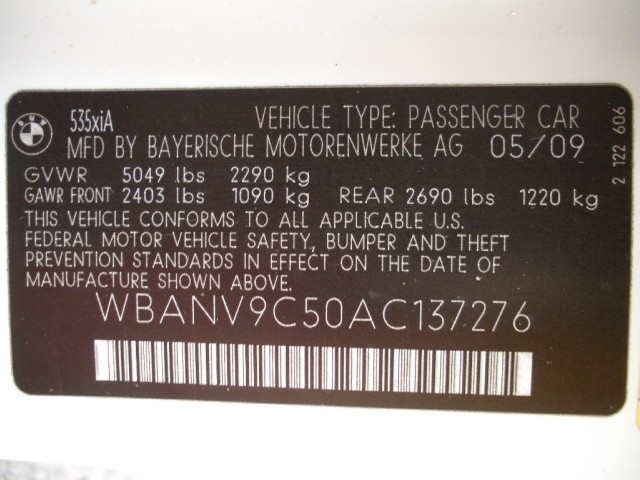 BMW
535xiA VEHICLE TYPE: PASSENGER CAR
MFD BY BAYERISCHE MOTORENWERKE AG 05/09
GVWR 5049 lbs 2290 kg
GAWR FRONT 2403 lbs 1090 kg REAR 2690 lbs 1220 kg
THIS VEHICLE CONFORMS TO ALL APPLICABLE U.S.
FEDERAL MOTOR VEHICLE SAFETY, BUMPER AND THEFT
PREVENTION STANDARDS IN EFFECT ON THE DATE OF
MANUFACTURE SHOWN ABOVE.
WBANV9C50AC137276
2 122 606